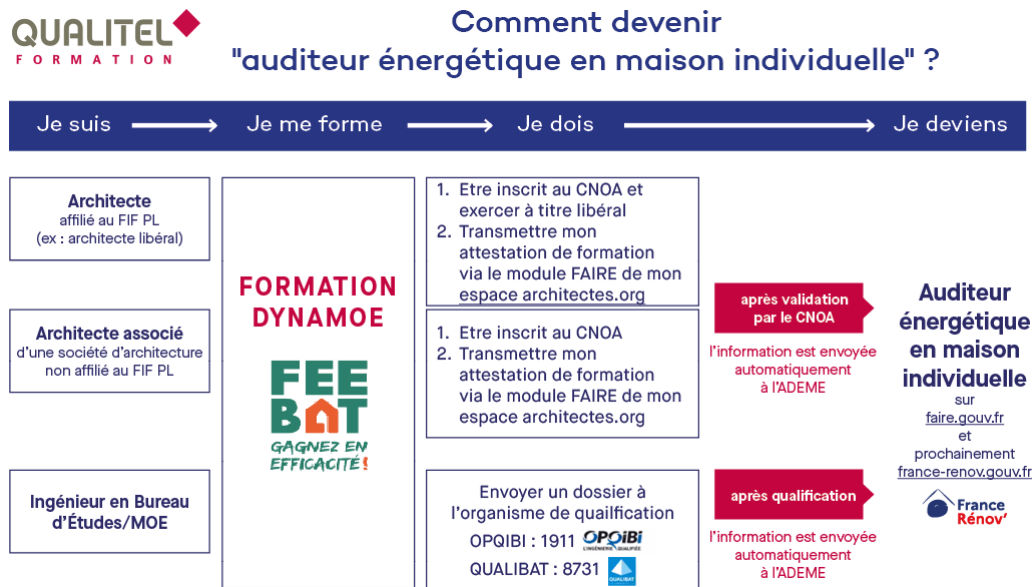 QUALITEL
FORMATION
Comment devenir
"auditeur énergétique en maison individuelle" ?
Je suis
Je me forme
Je dois
Je deviens
Architecte
affilié au FIF PL
(ex : architecte libéral)
Architecte associé
d'une société d'architecture
non affilié au FIF PL
Ingénieur en Bureau
d'Études/MOE
FORMATION
DYNAMOE
FEE
BAT
GAGNEZ EN
EFFICACITÉ !
1. Etre inscrit au CNOA et
exercer à titre libéral
2. Transmettre mon
attestation de formation
via le module FAIRE de mon
espace architectes.org
1. Etre inscrit au CNOA
2. Transmettre mon
attestation de formation
via le module FAIRE de mon
espace architectes.org
Envoyer un dossier à
l'organisme de quailfication
OPQIBI : 1911 OPQiBi
L'INGÉNIERIE QUALIFIÉE
QUALIBAT : 8731 QUALIBAT
après validation
par le CNOA
l'information est envoyée
automatiquement
à l'ADEME
après qualification
l'information est envoyée
automatiquement
à l'ADEME
Auditeur
énergétique
en maison
individuelle
sur
faire.gouv.fr
et
prochainement
france-renov.gouv.fr
France
Rénov'